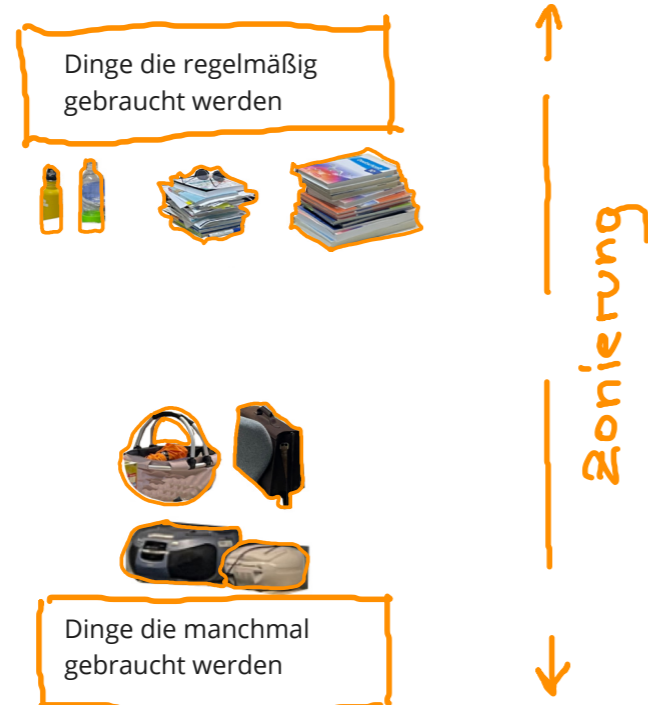 Dinge die regelmäßig
gebraucht werden
Zonierung
Dinge die manchmal
gebraucht werden